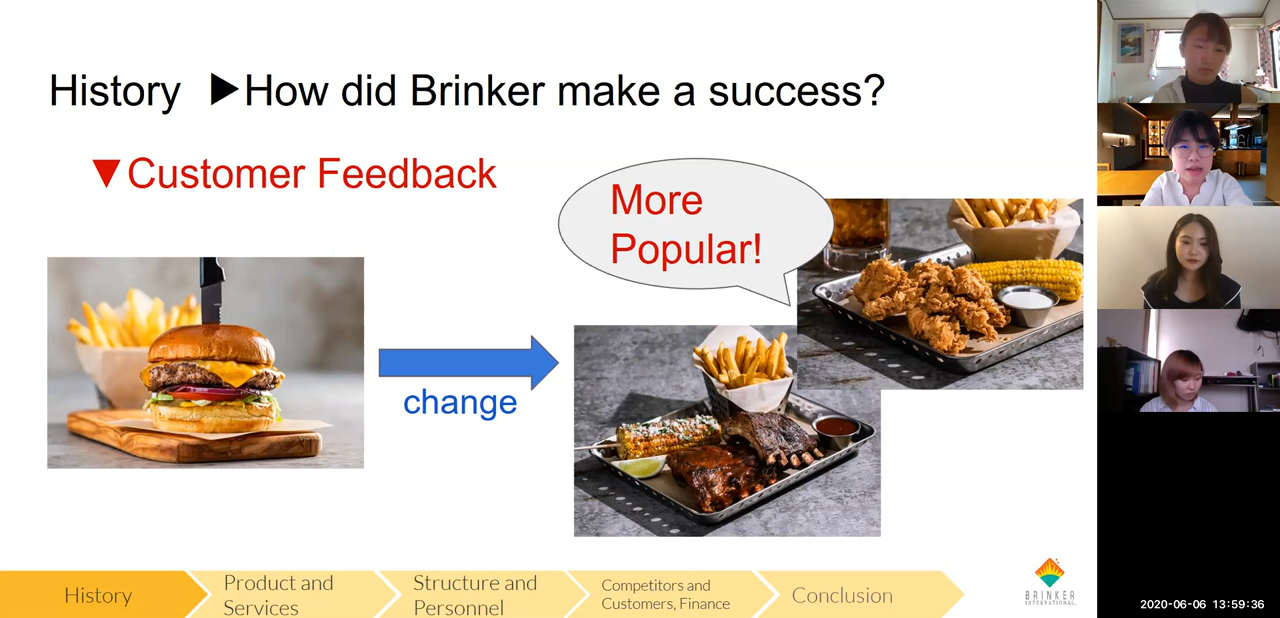 History ▶How did Brinker make a success?
▼Customer Feedback
More
Popular!
change
History
Product and
Services
Structure and
Personnel
Competitors and
Customers, Finance
Conclusion
BRINKER
INTERNATIONAL.
2020-06-06 13:59:36